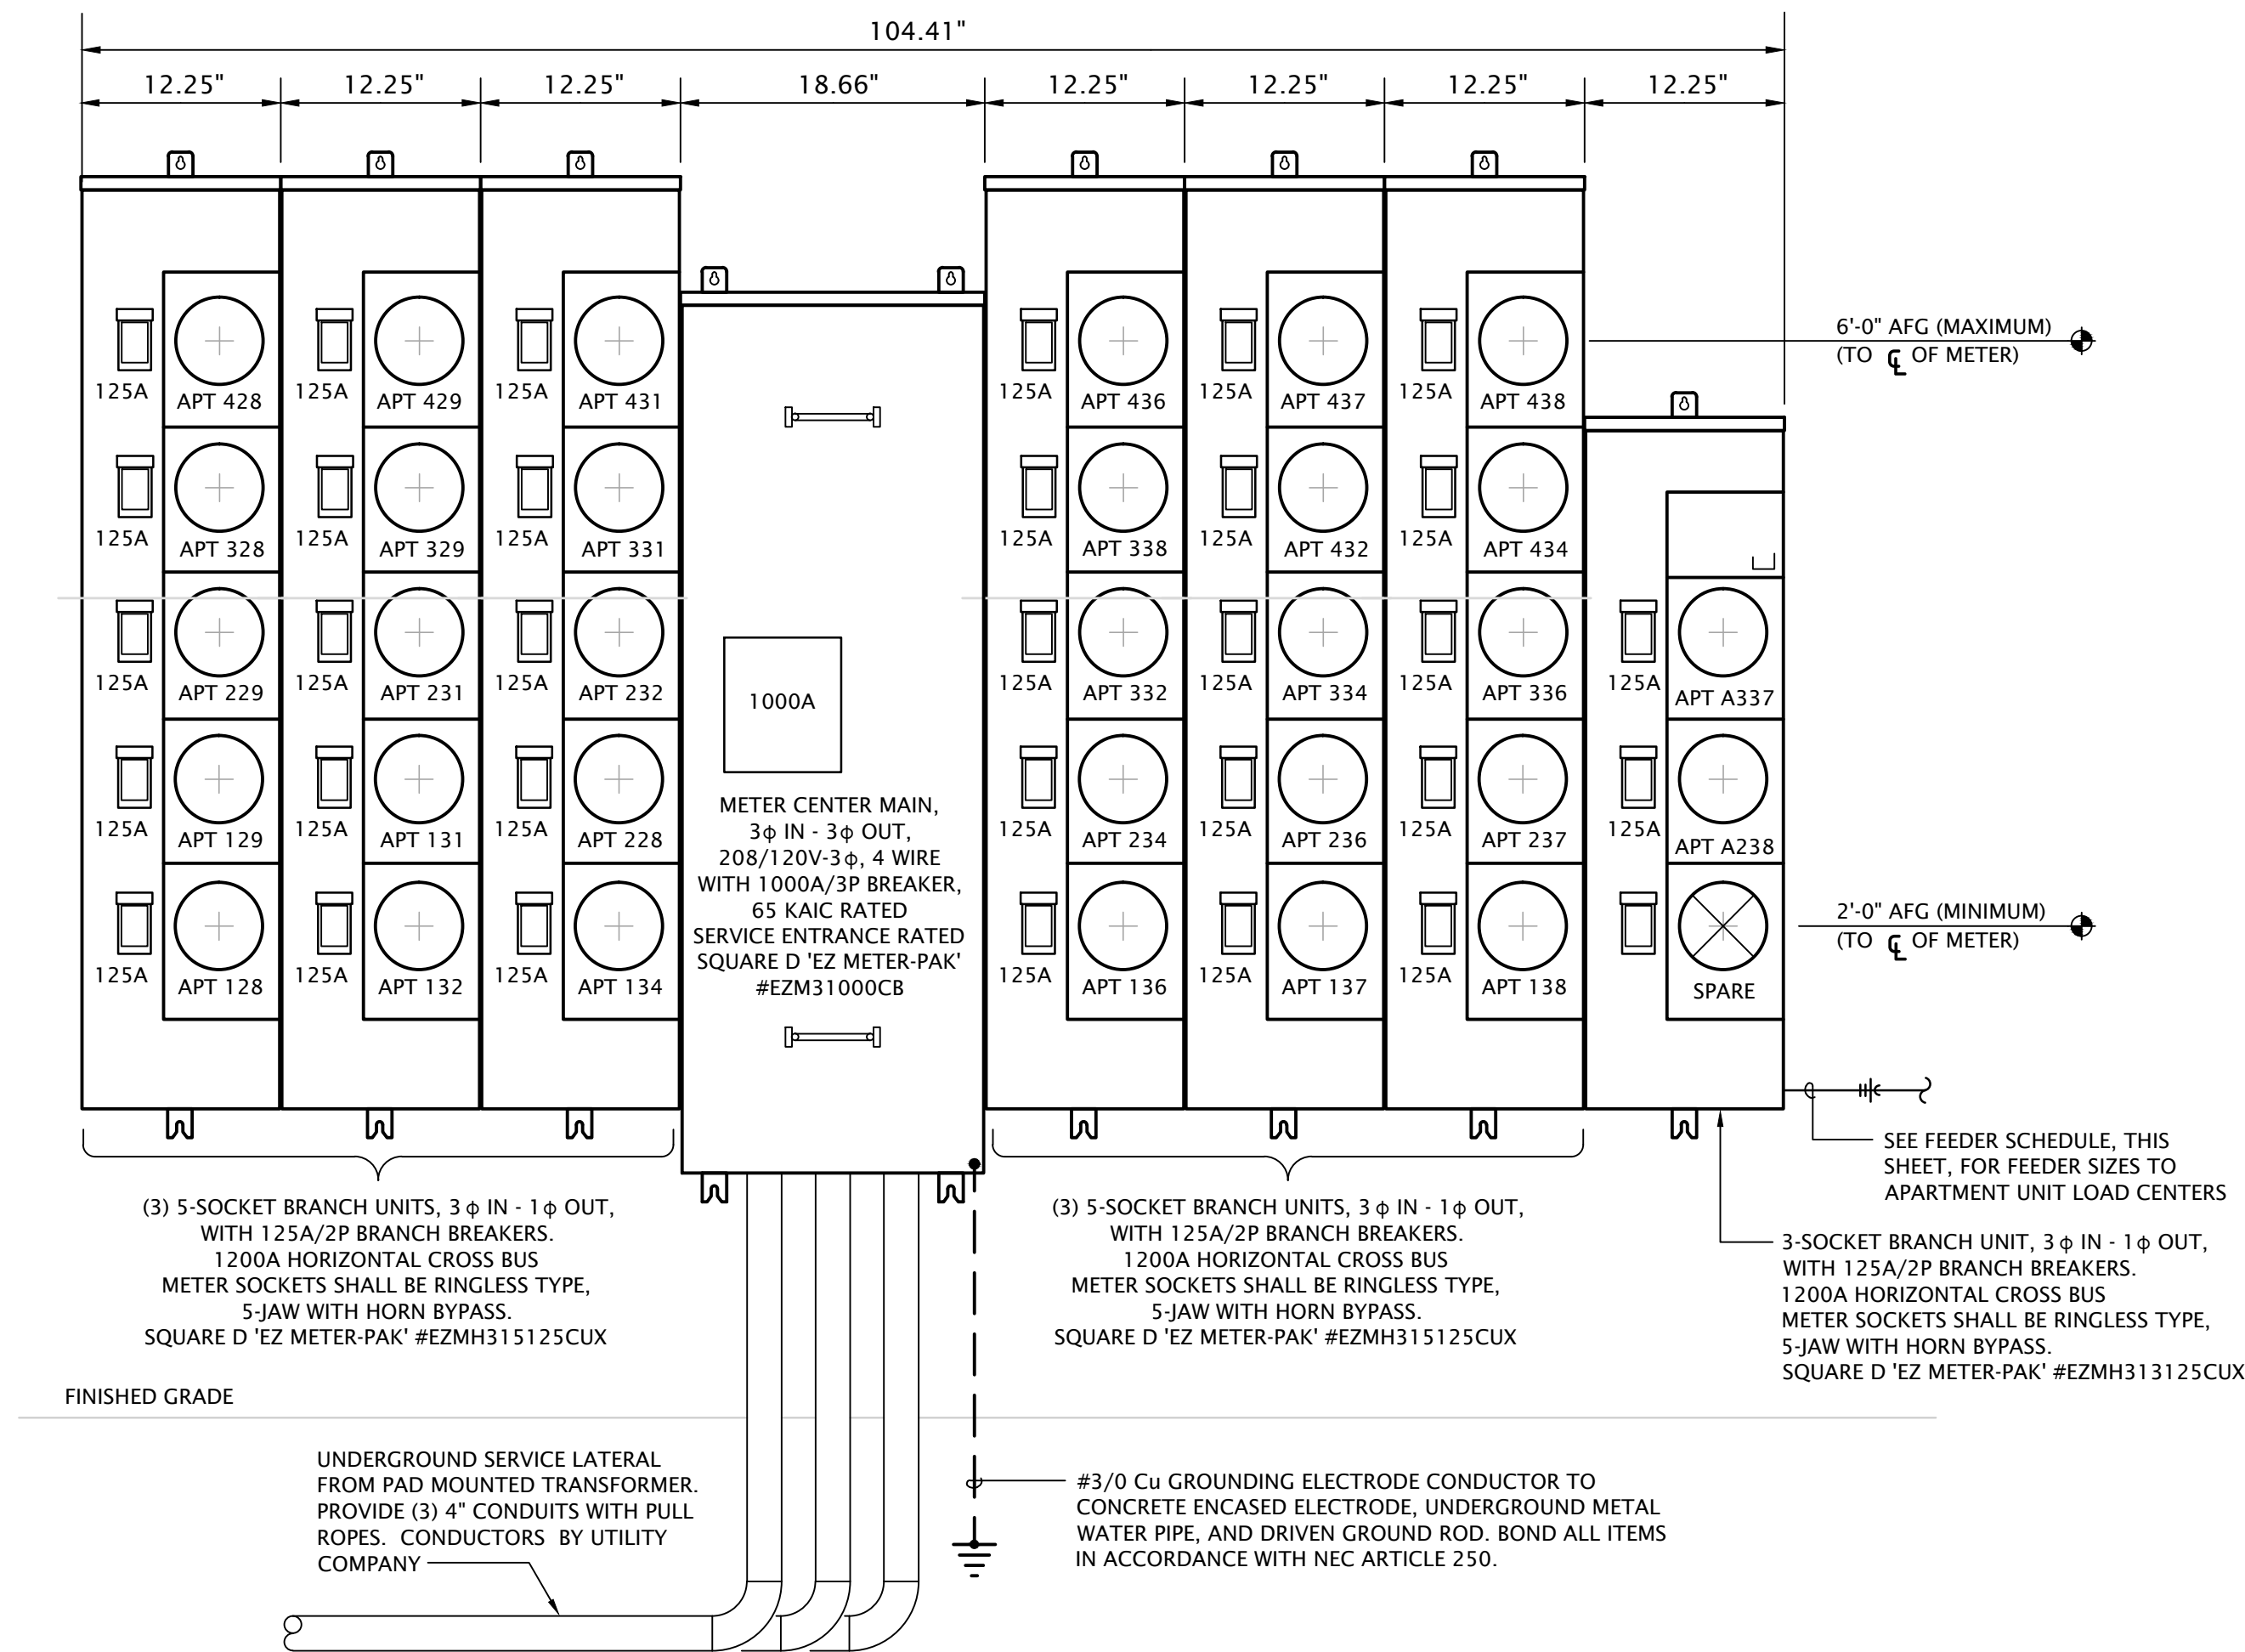 104.41"
12.25" 12.25" 12.25" 18.66" 12.25" 12.25" 12.25" 12.25"
125A APT 428 125A APT 429 125A APT 431 125A APT 436 125A APT 437 125A APT 438
6'-0" AFG (MAXIMUM)
(TO ℄ OF METER)
125A APT 328 125A APT 329 125A APT 331 125A APT 338 125A APT 432 125A APT 434
125A APT 229 125A APT 231 125A APT 232 125A APT 332 125A APT 334 125A APT 336 125A APT A337
1000A
125A APT 129 125A APT 131 125A APT 228 125A APT 234 125A APT 236 125A APT 237 125A APT A238
METER CENTER MAIN,
3ϕ IN - 3ϕ OUT,
208/120V-3ϕ, 4 WIRE
WITH 1000A/3P BREAKER,
65 KAIC RATED
SERVICE ENTRANCE RATED
SQUARE D 'EZ METER-PAK'
#EZM31000CB
2'-0" AFG (MINIMUM)
(TO ℄ OF METER)
125A APT 128 125A APT 132 125A APT 134 125A APT 136 125A APT 137 125A APT 138 SPARE
SEE FEEDER SCHEDULE, THIS
SHEET, FOR FEEDER SIZES TO
APARTMENT UNIT LOAD CENTERS
(3) 5-SOCKET BRANCH UNITS, 3ϕ IN - 1ϕ OUT,
WITH 125A/2P BRANCH BREAKERS.
1200A HORIZONTAL CROSS BUS
METER SOCKETS SHALL BE RINGLESS TYPE,
5-JAW WITH HORN BYPASS.
SQUARE D 'EZ METER-PAK' #EZMH315125CUX
(3) 5-SOCKET BRANCH UNITS, 3ϕ IN - 1ϕ OUT,
WITH 125A/2P BRANCH BREAKERS.
1200A HORIZONTAL CROSS BUS
METER SOCKETS SHALL BE RINGLESS TYPE,
5-JAW WITH HORN BYPASS.
SQUARE D 'EZ METER-PAK' #EZMH315125CUX
3-SOCKET BRANCH UNIT, 3ϕ IN - 1ϕ OUT,
WITH 125A/2P BRANCH BREAKERS.
1200A HORIZONTAL CROSS BUS
METER SOCKETS SHALL BE RINGLESS TYPE,
5-JAW WITH HORN BYPASS.
SQUARE D 'EZ METER-PAK' #EZMH313125CUX
FINISHED GRADE
UNDERGROUND SERVICE LATERAL
FROM PAD MOUNTED TRANSFORMER.
PROVIDE (3) 4" CONDUITS WITH PULL
ROPES. CONDUCTORS BY UTILITY
COMPANY
#3/0 Cu GROUNDING ELECTRODE CONDUCTOR TO
CONCRETE ENCASED ELECTRODE, UNDERGROUND METAL
WATER PIPE, AND DRIVEN GROUND ROD. BOND ALL ITEMS
IN ACCORDANCE WITH NEC ARTICLE 250.